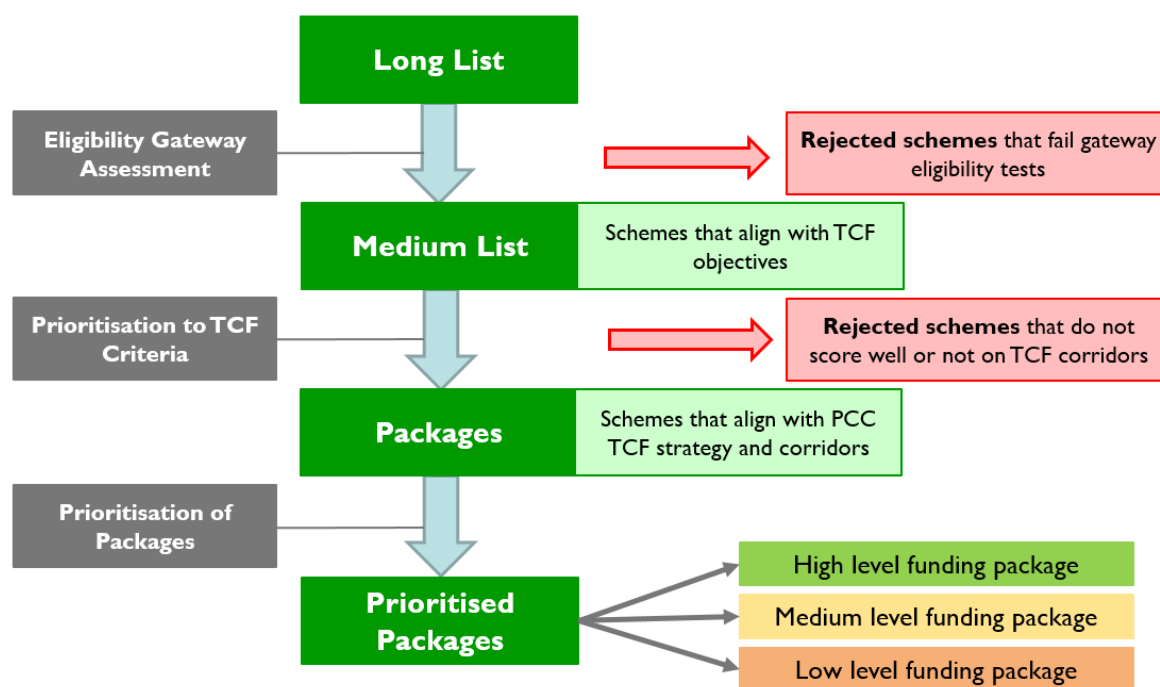 Long List
Eligibility Gateway
Assessment
Rejected schemes that fail gateway
eligibility tests
Medium List
Schemes that align with TCF
objectives
Prioritisation to TCF
Criteria
Rejected schemes that do not
score well or not on TCF corridors
Packages
Schemes that align with PCC
TCF strategy and corridors
Prioritisation of
Packages
Prioritised
Packages
High level funding package
Medium level funding package
Low level funding package